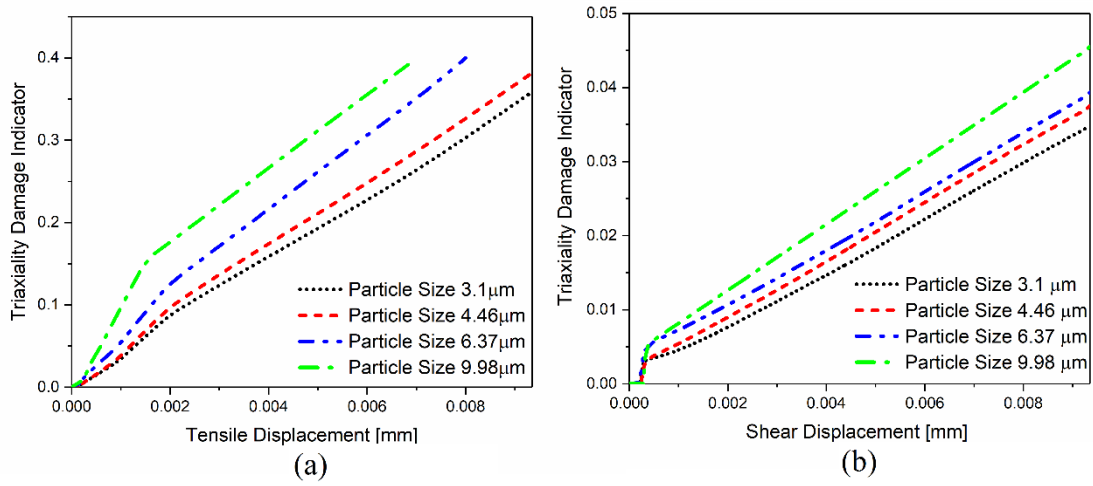 0.4
0.3
0.2
0.1
0.0
Triaxiality Damage Indicator
Particle Size 3.1μm
Particle Size 4.46μm
Particle Size 6.37μm
Particle Size 9.98μm
0.000 0.002 0.004 0.006 0.008
Tensile Displacement [mm]
(a)
0.05
0.04
0.03
0.02
0.01
0.00
Triaxiality Damage Indicator
Particle Size 3.1 μm
Particle Size 4.46 μm
Particle Size 6.37 μm
Particle Size 9.98 μm
0.000 0.002 0.004 0.006 0.008
Shear Displacement [mm]
(b)